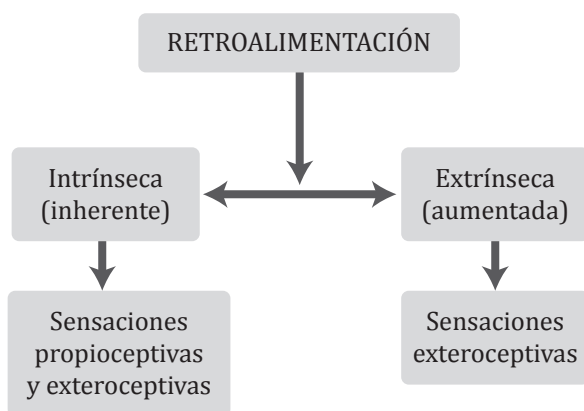 RETROALIMENTACIÓN
Intrínseca
(inherente)
Extrínseca
(aumentada)
Sensaciones
propioceptivas
y exteroceptivas
Sensaciones
exteroceptivas